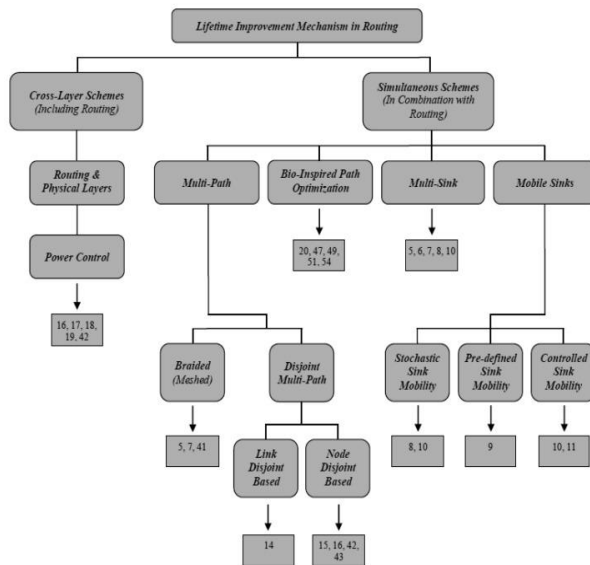 Lifetime Improvement Mechanism in Routing
Cross-Layer Schemes
(Including Routing)
Simultaneous Schemes
(In Combination with
Routing)
Routing &
Physical Layers
Multi-Path
Bio-Inspired Path
Optimization
Multi-Sink
Mobile Sinks
Power Control
20, 47, 49,
51, 54
5, 6, 7, 8, 10
16, 17, 18,
19, 42
Braided
(Meshed)
Disjoint
Multi-Path
Stochastic
Sink
Mobility
Pre-defined
Sink
Mobility
Controlled
Sink
Mobility
5, 7, 41
8, 10
9
10, 11
Link
Disjoint
Based
Node
Disjoint
Based
14
15, 16, 42,
43